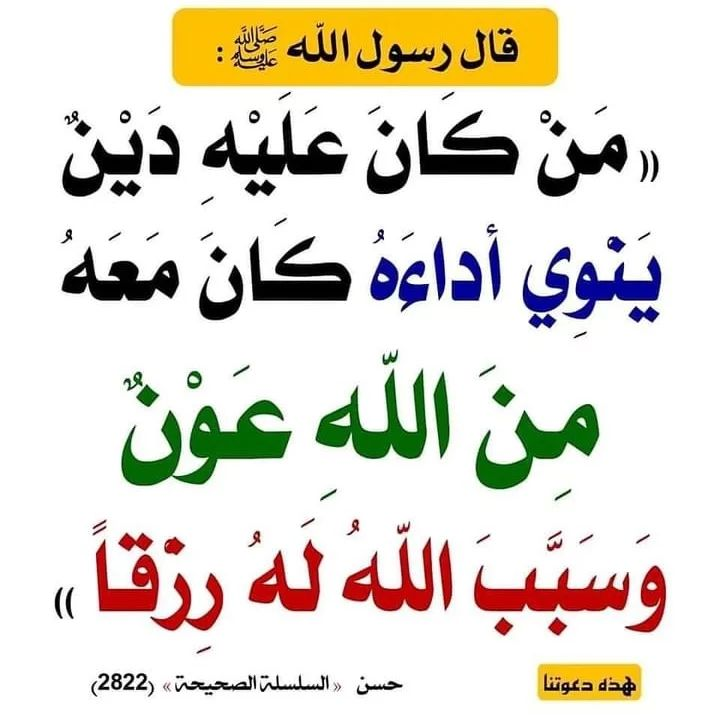 قال رسول الله ﷺ :
(( مَنْ كَانَ عَلَيْهِ دَيْنٌ
يَنْوِي أداءَهُ كَانَ مَعَهُ
مِنَ اللّهِ عَوْنٌ
وَسَبَّبَ اللّهُ لَهُ رِزْقاً ))
هذه دعوتنا
حسن « السلسلة الصحيحة » (2822)